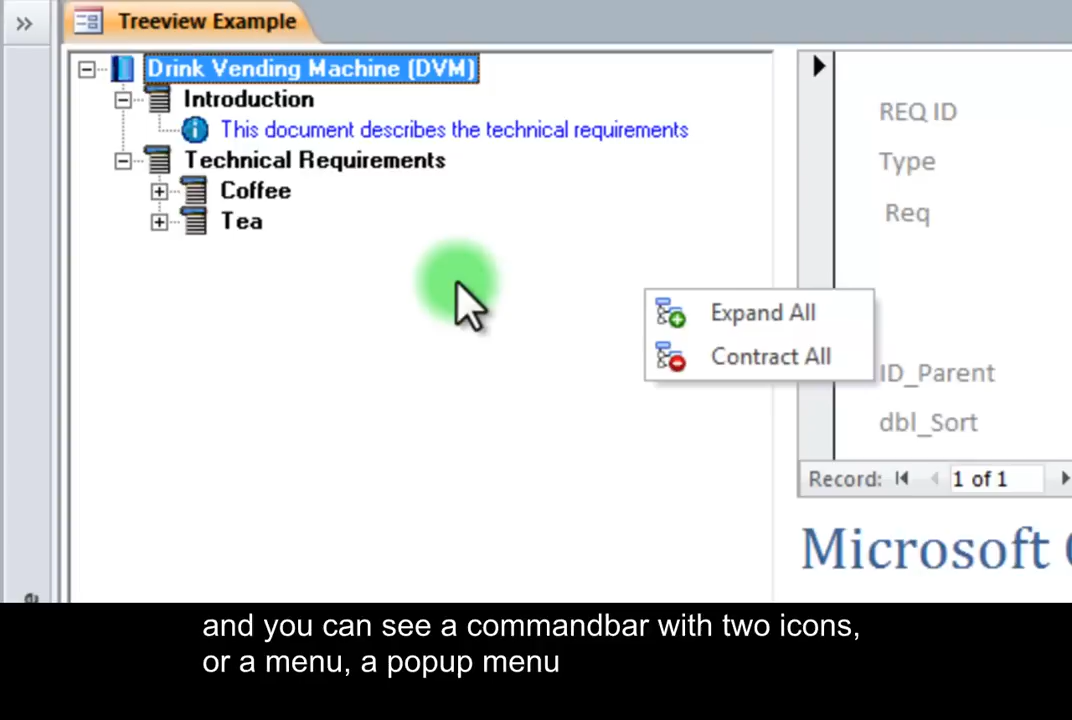 Treeview Example
Drink Vending Machine (DVM)
Introduction
This document describes the technical requirements
Technical Requirements
Coffee
Tea
Expand All
Contract All
REQ ID
Type
Req
ID_Parent
dbl_Sort
Record: 1 of 1
Microsoft
and you can see a commandbar with two icons,
or a menu, a popup menu